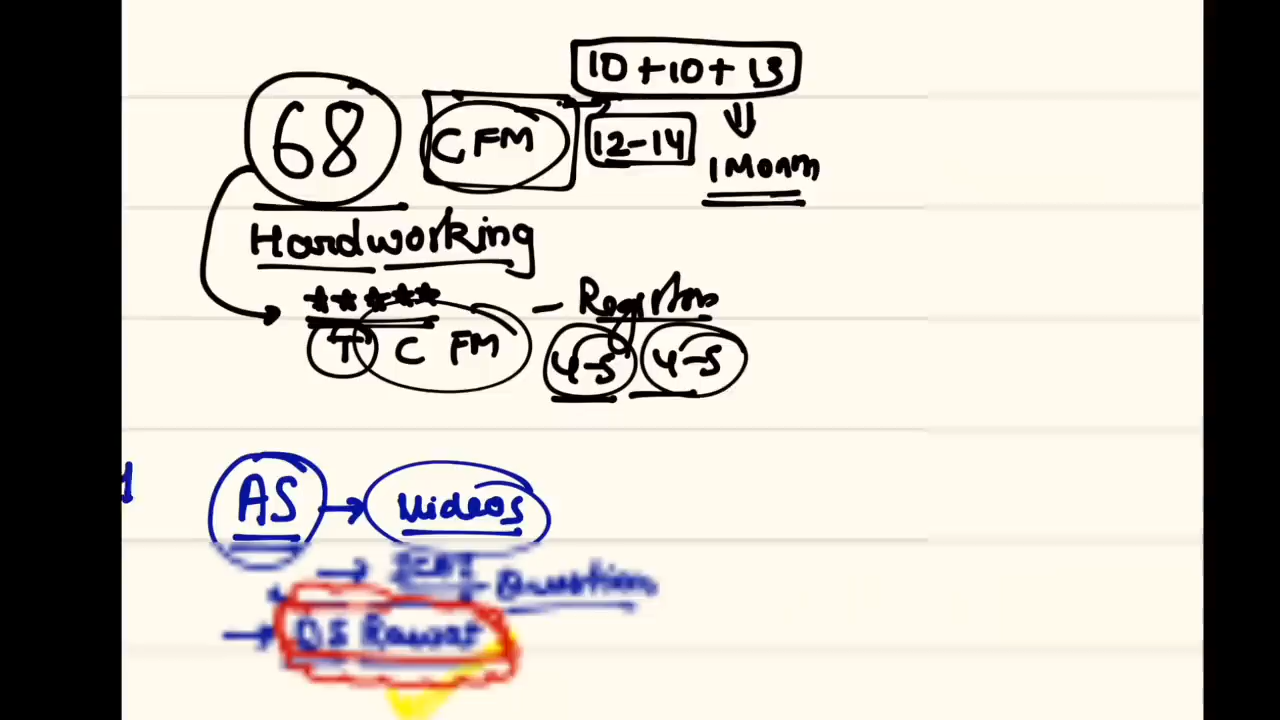 10+10+13
68 CFM 12-14
1 Month
Hardworking
★★★★★
T C FM 4-5 4-5
AS → Videos
→ Question
→ DS Rawat